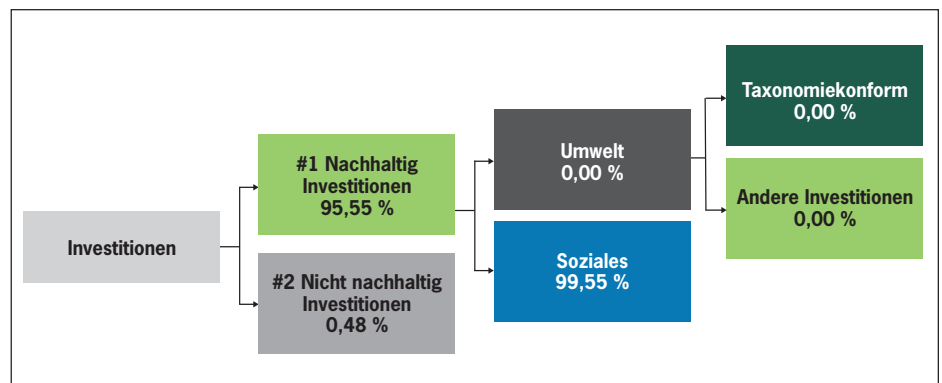 Investitionen
#1 Nachhaltig
Investitionen
95,55 %
#2 Nicht nachhaltig
Investitionen
0,48 %
Umwelt
0,00 %
Soziales
99,55 %
Taxonomiekonform
0,00 %
Andere Investitionen
0,00 %